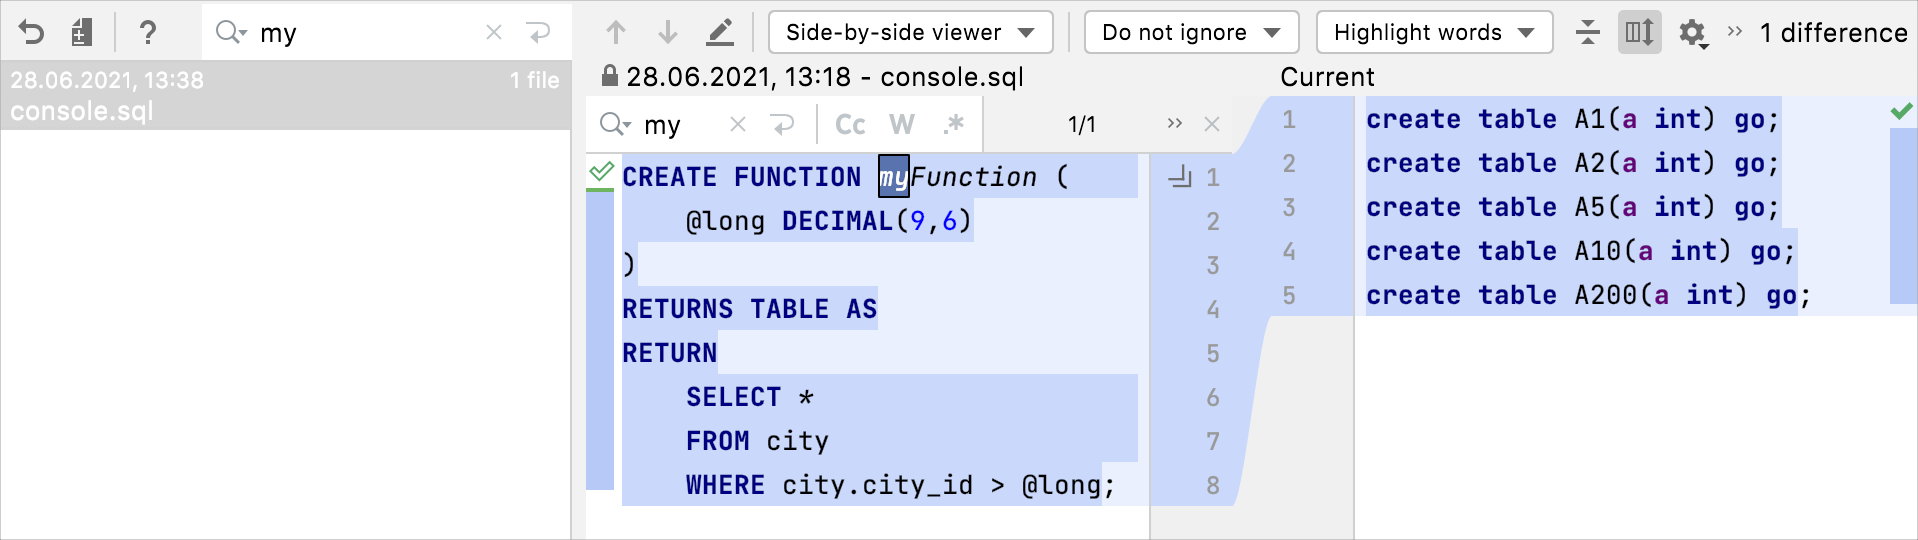 ? my Side-by-side viewer Do not ignore Highlight words » 1 difference
28.06.2021, 13:38 1 file
console.sql
28.06.2021, 13:18 - console.sql
my Cc W .* 1/1 »
CREATE FUNCTION myFunction ( 1
@long DECIMAL(9,6) 2
) 3
RETURNS TABLE AS 4
RETURN 5
SELECT * 6
FROM city 7
WHERE city.city_id > @long; 8
Current
1 create table A1(a int) go;
2 create table A2(a int) go;
3 create table A5(a int) go;
4 create table A10(a int) go;
5 create table A200(a int) go;